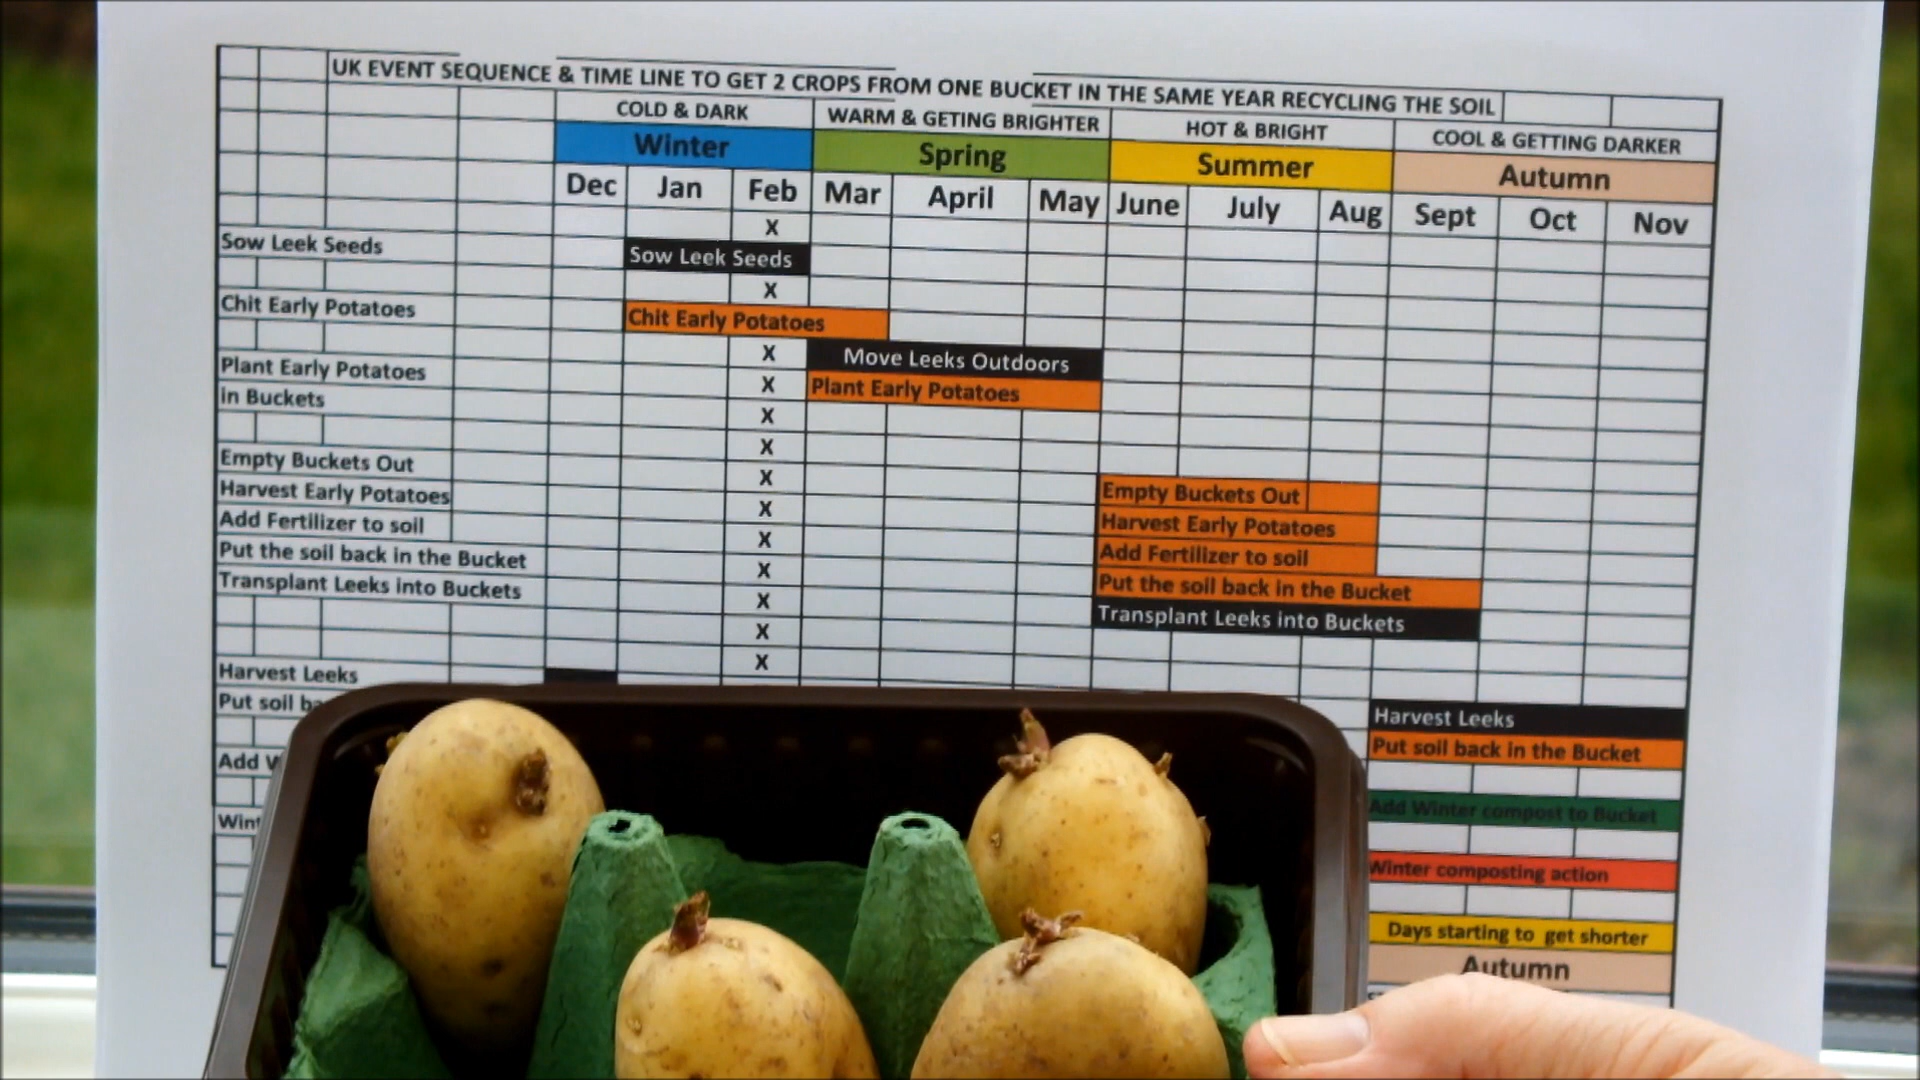 UK EVENT SEQUENCE & TIME LINE TO GET 2 CROPS FROM ONE BUCKET IN THE SAME YEAR RECYCLING THE SOIL
COLD & DARK WARM & GETING BRIGHTER HOT & BRIGHT COOL & GETTING DARKER
Winter Spring Summer Autumn
Dec Jan Feb Mar April May June July Aug Sept Oct Nov
X
Sow Leek Seeds Sow Leek Seeds
X
Chit Early Potatoes Chit Early Potatoes
X Move Leeks Outdoors
Plant Early Potatoes X Plant Early Potatoes
in Buckets X
X
Empty Buckets Out X Empty Buckets Out
Harvest Early Potatoes X Harvest Early Potatoes
Add Fertilizer to soil X Add Fertilizer to soil
Put the soil back in the Bucket X Put the soil back in the Bucket
Transplant Leeks into Buckets X Transplant Leeks into Buckets
X
X
Harvest Leeks Harvest Leeks
Put soil Put soil back in the Bucket
Add Add Winter compost to Bucket
Winter composting action
Days starting to get shorter
Autumn